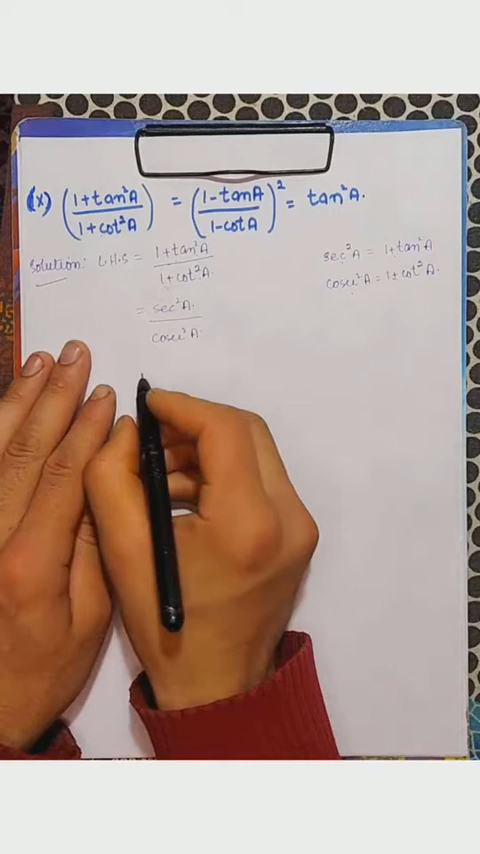 (x) (1+tan²A / 1+cot²A) = (1-tanA / 1-cotA)² = tan²A.
Solution: L.H.S = 1+tan²A / 1+cot²A.
sec²A = 1+tan²A
cosec²A = 1+cot²A.
= sec²A. / cosec²A.